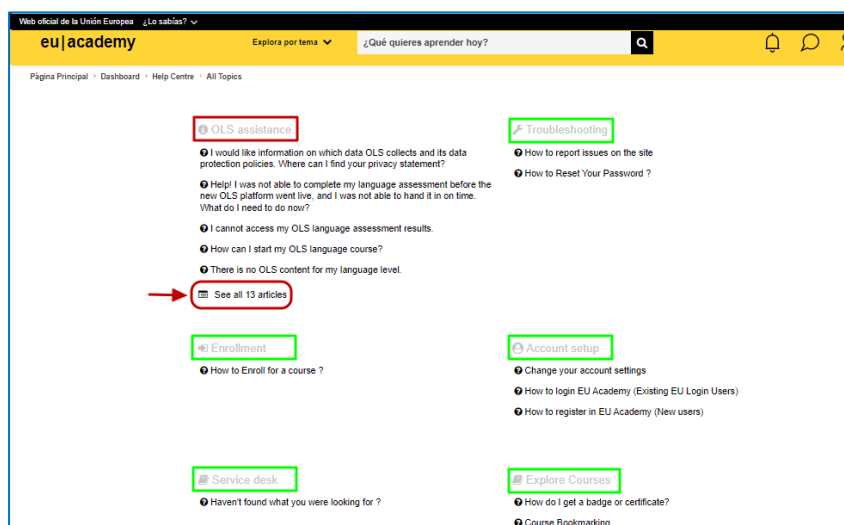 Web oficial de la Unión Europea ¿Lo sabías?
eu|academy
Explora por tema
¿Qué quieres aprender hoy?
Página Principal Dashboard Help Centre All Topics
OLS assistance
I would like information on which data OLS collects and its data
protection policies. Where can I find your privacy statement?
Help! I was not able to complete my language assessment before the
new OLS platform went live, and I was not able to hand it in on time.
What do I need to do now?
I cannot access my OLS language assessment results.
How can I start my OLS language course?
There is no OLS content for my language level.
See all 13 articles
Troubleshooting
How to report issues on the site
How to Reset Your Password ?
Enrollment
How to Enroll for a course ?
Account setup
Change your account settings
How to login EU Academy (Existing EU Login Users)
How to register in EU Academy (New users)
Service desk
Haven't found what you were looking for ?
Explore Courses
How do I get a badge or certificate?
Course Bookmarking